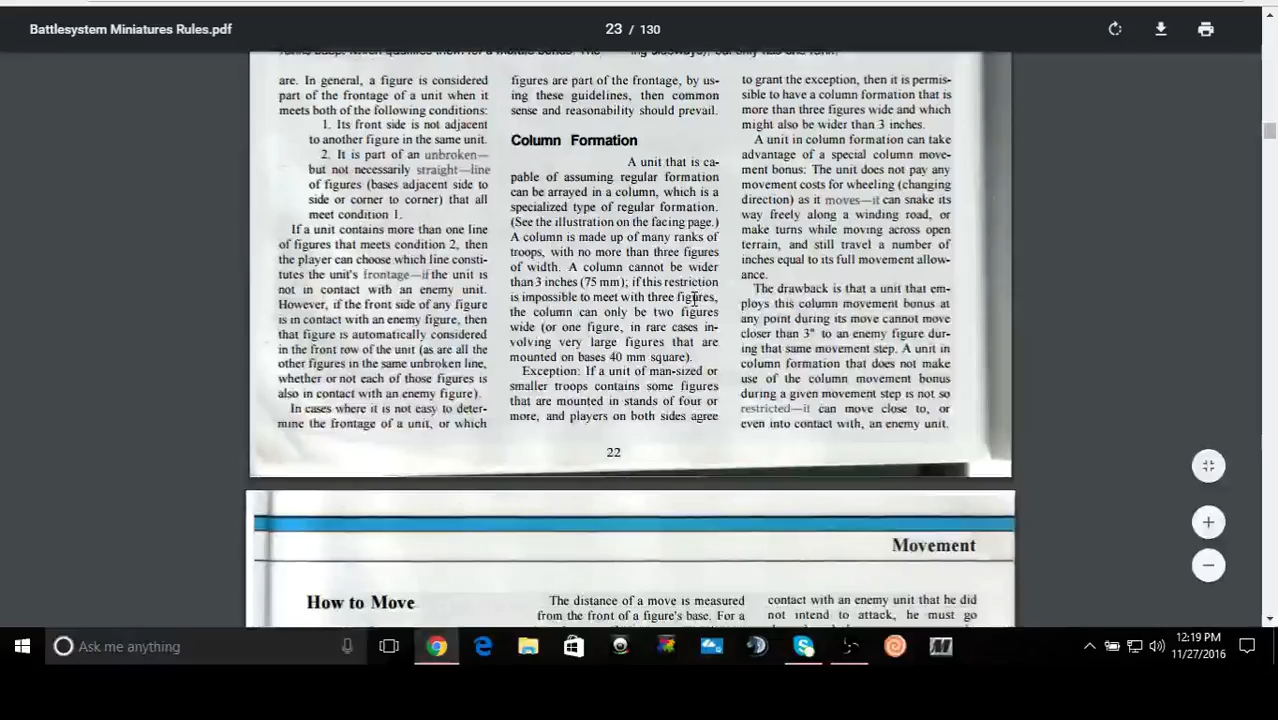 Battlesystem Miniatures Rules.pdf
23 / 130
are. In general, a figure is considered
part of the frontage of a unit when it
meets both of the following conditions:
1. Its front side is not adjacent
to another figure in the same unit.
2. It is part of an unbroken—
but not necessarily straight—line
of figures (bases adjacent side to
side or corner to corner) that all
meet condition 1.
If a unit contains more than one line
of figures that meets condition 2, then
the player can choose which line consti-
tutes the unit's frontage—if the unit is
not in contact with an enemy unit.
However, if the front side of any figure
is in contact with an enemy figure, then
that figure is automatically considered
in the front row of the unit (as are all the
other figures in the same unbroken line,
whether or not each of those figures is
also in contact with an enemy figure).
In cases where it is not easy to deter-
mine the frontage of a unit, or which
figures are part of the frontage, by us-
ing these guidelines, then common
sense and reasonability should prevail.
Column Formation
A unit that is ca-
pable of assuming regular formation
can be arrayed in a column, which is a
specialized type of regular formation.
(See the illustration on the facing page.)
A column is made up of many ranks of
troops, with no more than three figures
of width. A column cannot be wider
than 3 inches (75 mm); if this restriction
is impossible to meet with three figures,
the column can only be two figures
wide (or one figure, in rare cases in-
volving very large figures that are
mounted on bases 40 mm square).
Exception: If a unit of man-sized or
smaller troops contains some figures
that are mounted in stands of four or
more, and players on both sides agree
to grant the exception, then it is permis-
sible to have a column formation that is
more than three figures wide and which
might also be wider than 3 inches.
A unit in column formation can take
advantage of a special column move-
ment bonus: The unit does not pay any
movement costs for wheeling (changing
direction) as it moves—it can snake its
way freely along a winding road, or
make turns while moving across open
terrain, and still travel a number of
inches equal to its full movement allow-
ance.
The drawback is that a unit that em-
ploys this column movement bonus at
any point during its move cannot move
closer than 3" to an enemy figure dur-
ing that same movement step. A unit in
column formation that does not make
use of the column movement bonus
during a given movement step is not so
restricted—it can move close to, or
even into contact with, an enemy unit.
22
Movement
How to Move
The distance of a move is measured
from the front of a figure's base. For a
contact with an enemy unit that he did
not intend to attack, he must go
Ask me anything
12:19 PM
11/27/2016